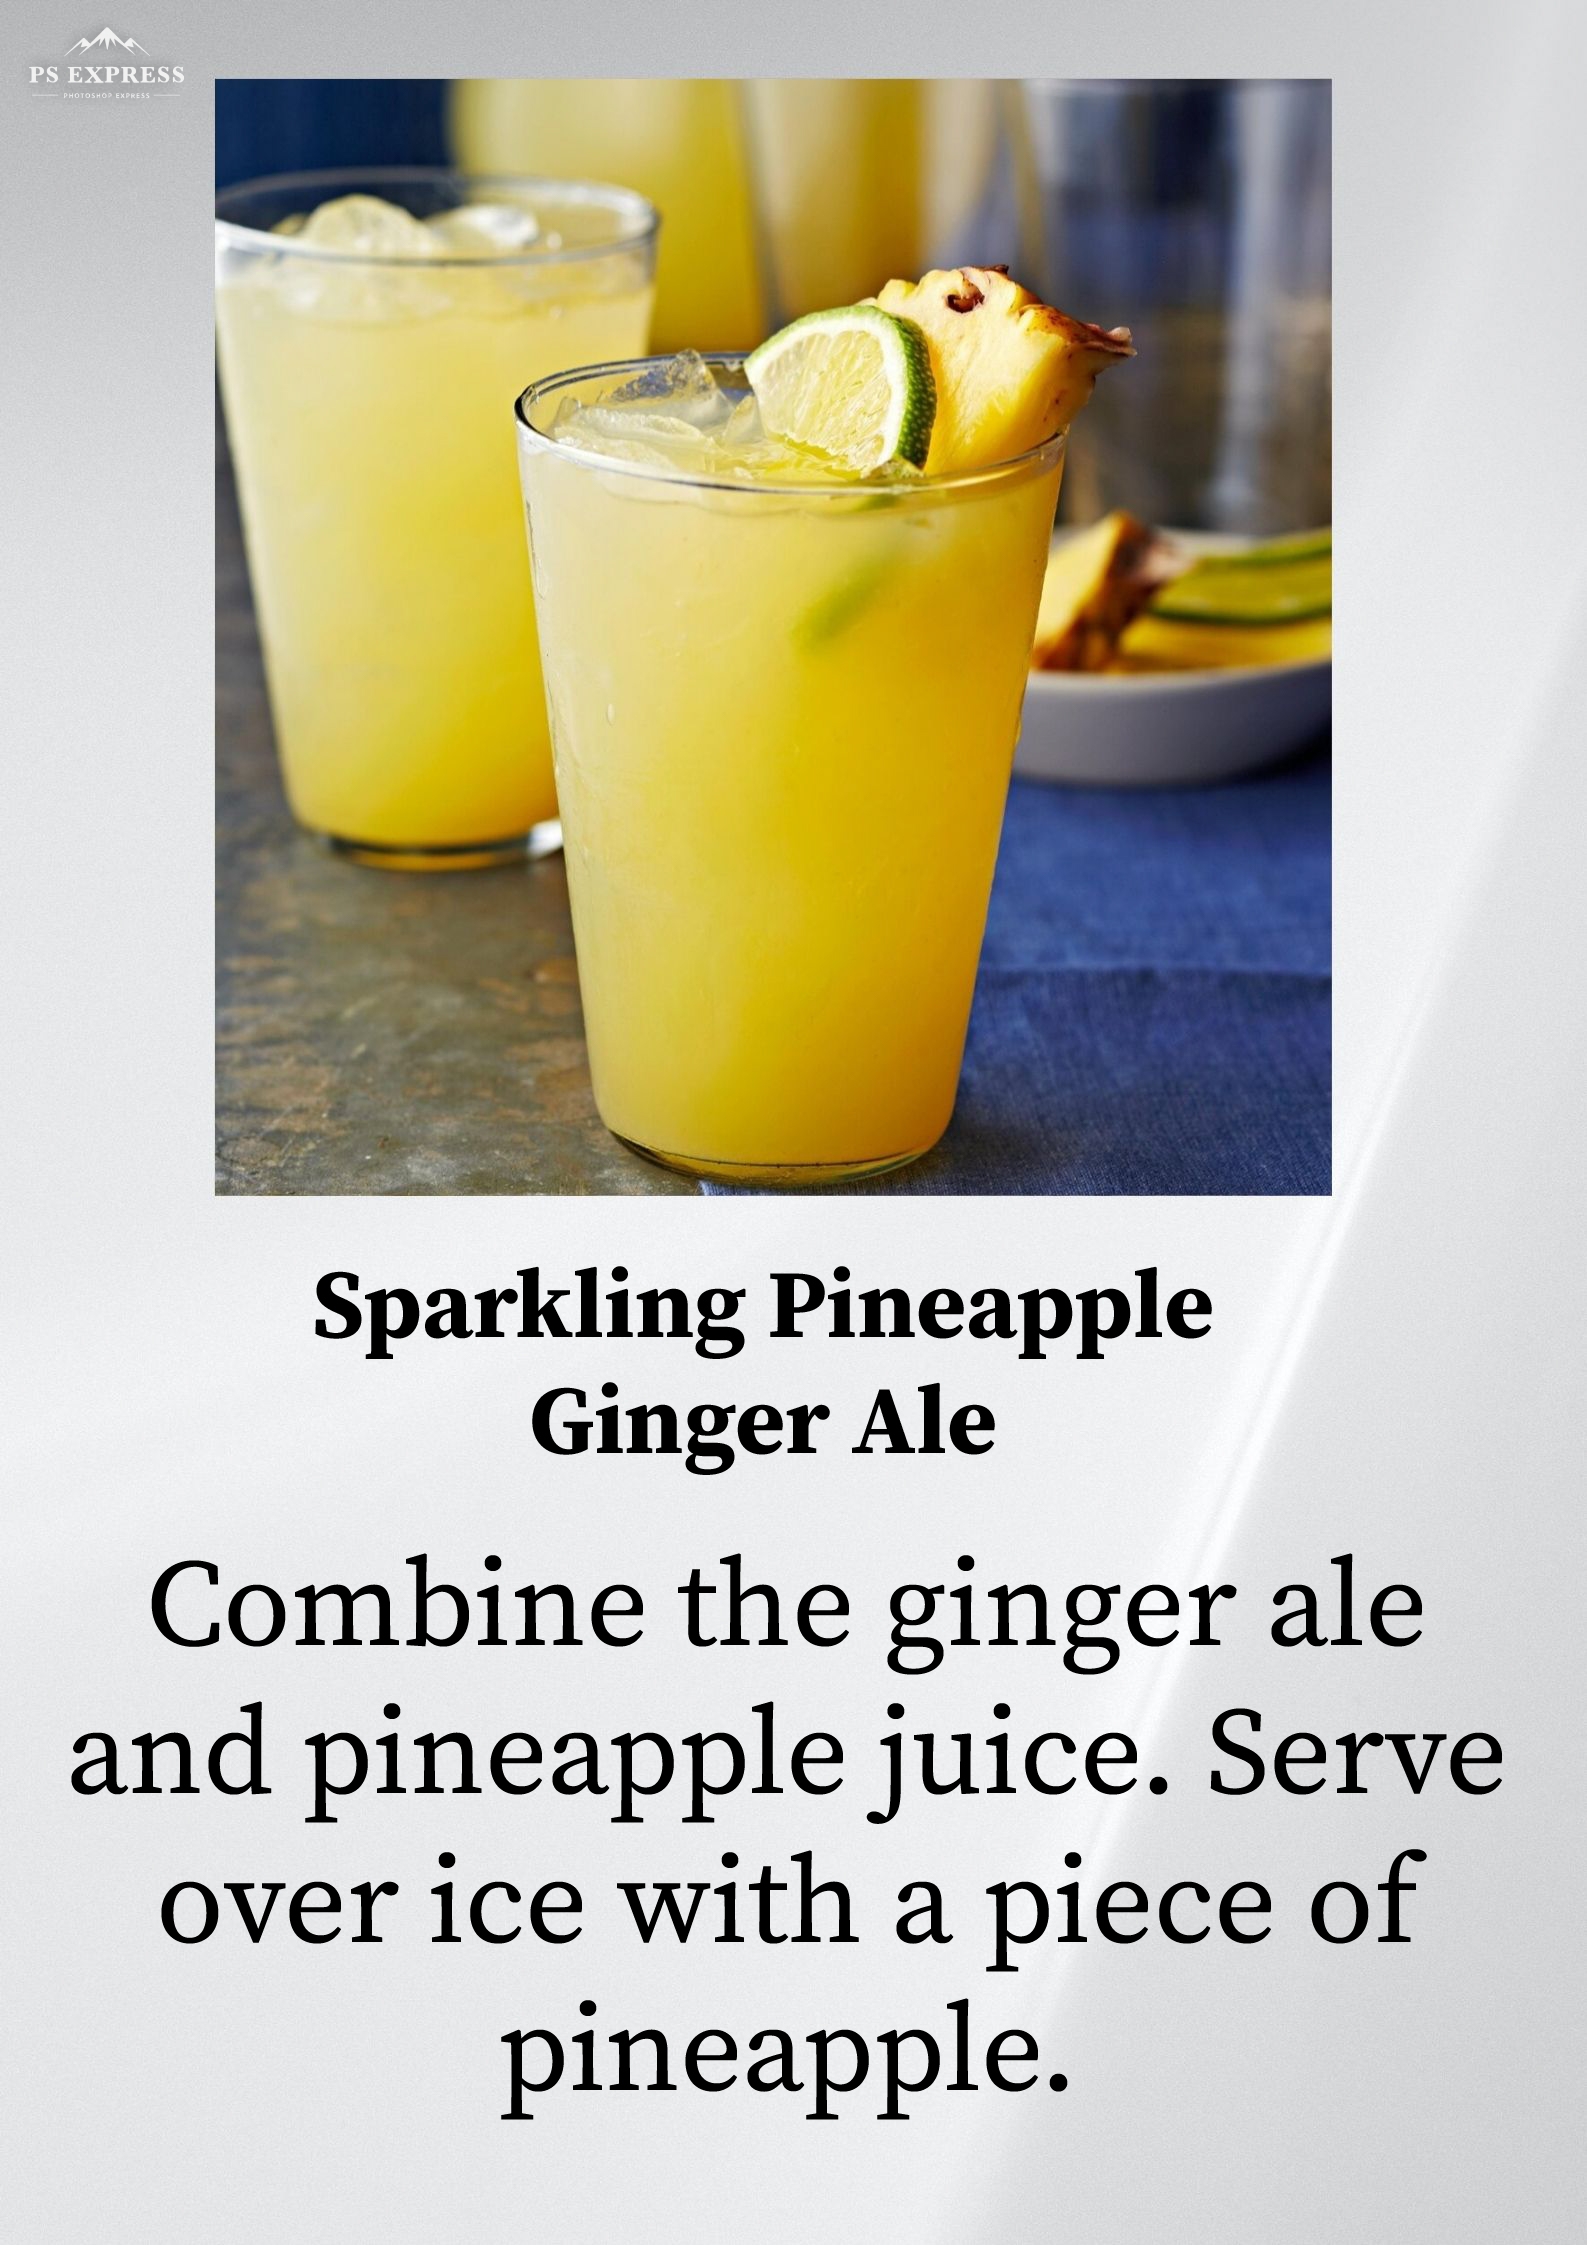 PS EXPRESS
PHOTOSHOP EXPRESS
Sparkling Pineapple
Ginger Ale
Combine the ginger ale
and pineapple juice. Serve
over ice with a piece of
pineapple.